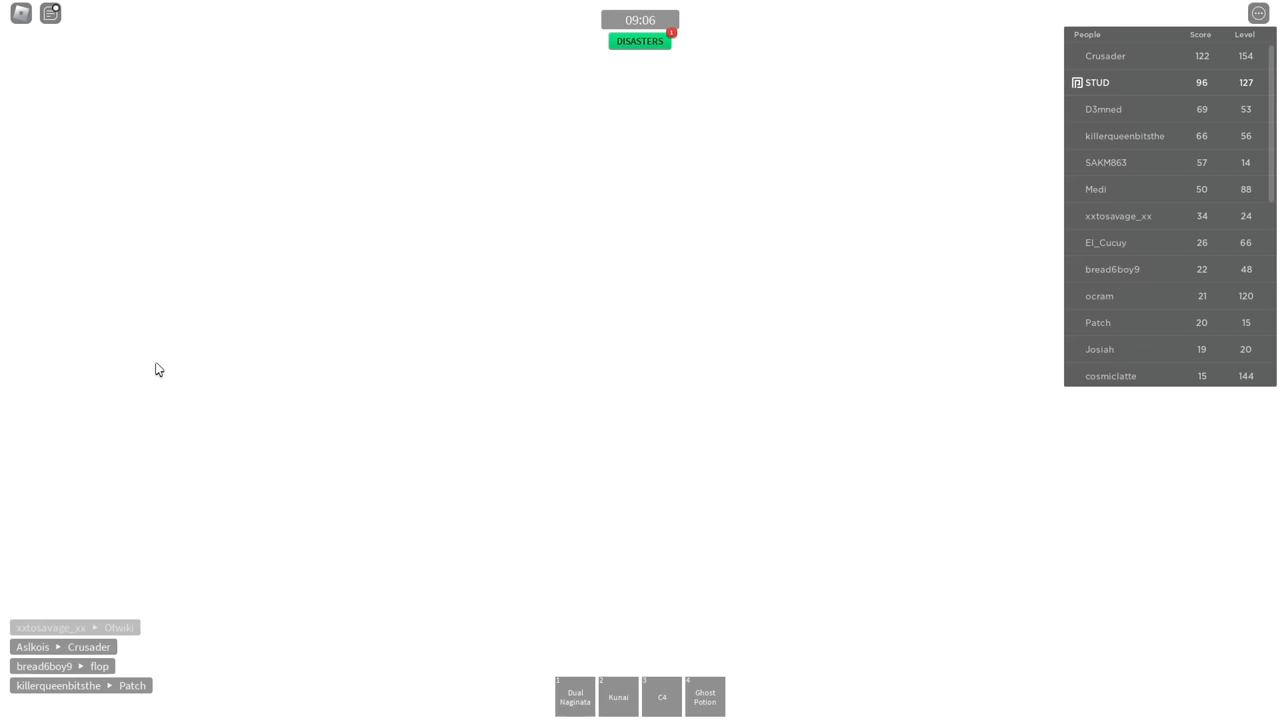 09:06
DISASTERS 1
People Score Level
Crusader 122 154
STUD 96 127
D3mned 69 53
killerqueenbitsthe 66 56
SAKM863 57 14
Medi 50 88
xxtosavage_xx 34 24
El_Cucuy 26 66
bread6boy9 22 48
ocram 21 120
Patch 20 15
Josiah 19 20
cosmiclatte 15 144
xxtosavage_xx ▶ Olwiki
Aslkois ▶ Crusader
bread6boy9 ▶ flop
killerqueenbitsthe ▶ Patch
1 Dual Naginata
2 Kunai
3 C4
4 Ghost Potion